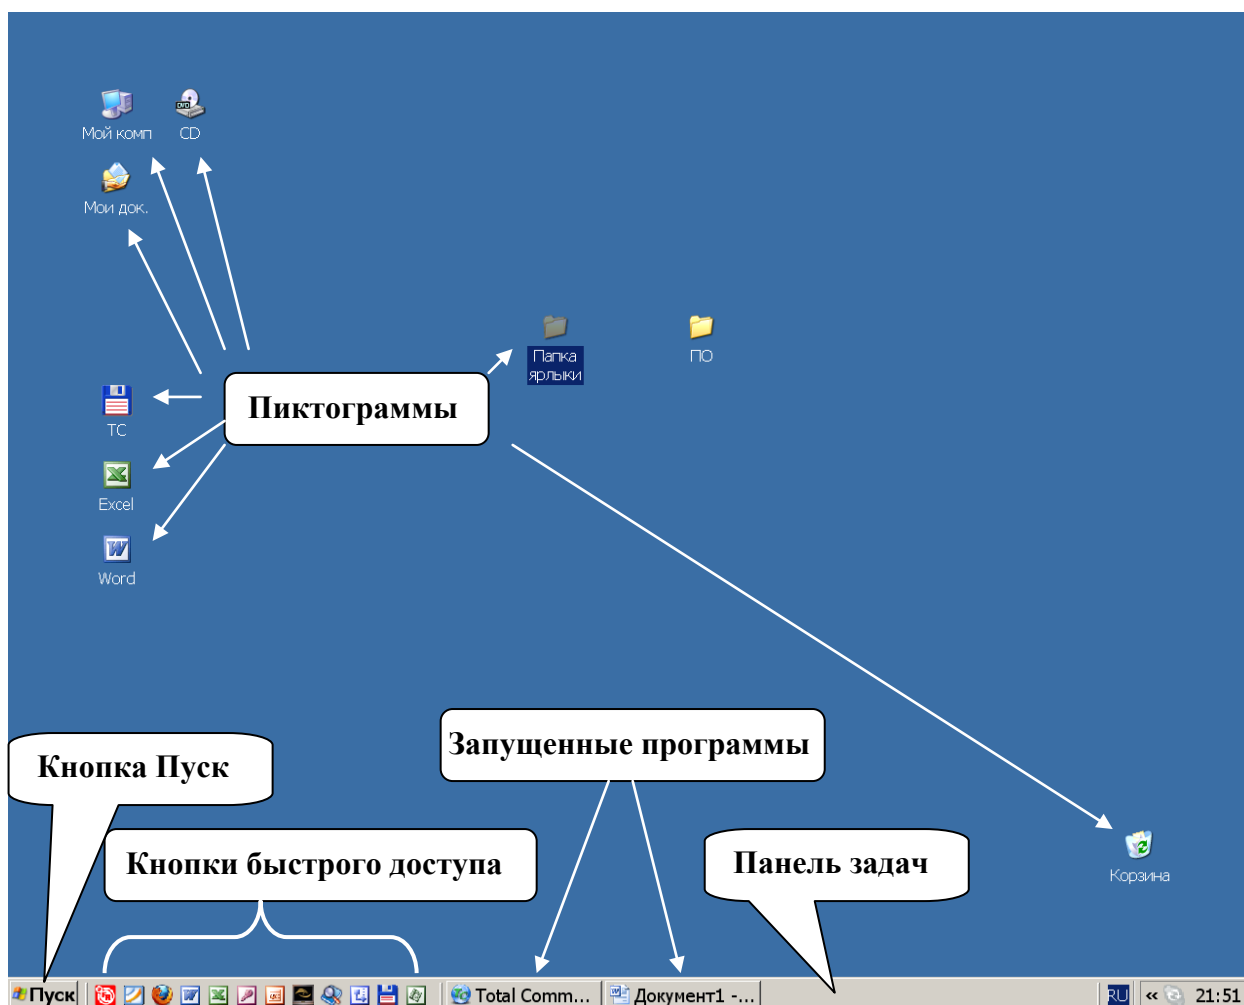 Мой комп
CD
Мои док.
Папка
ярлыки
ПО
Пиктограммы
TC
Excel
Word
Запущенные программы
Кнопка Пуск
Кнопки быстрого доступа
Панель задач
Корзина
Пуск
Total Comm...
Документ1 -...
RU
«
21:51